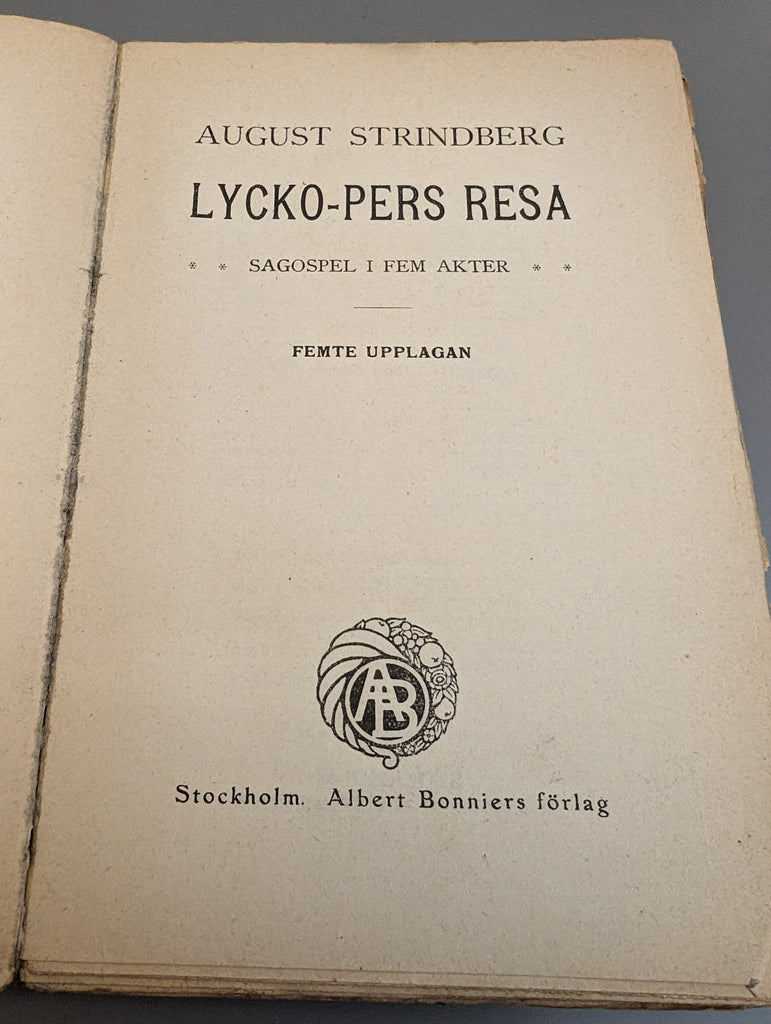 AUGUST STRINDBERG
LYCKO-PERS RESA
* * SAGOSPEL I FEM AKTER * *
FEMTE UPPLAGAN
AB
Stockholm. Albert Bonniers förlag